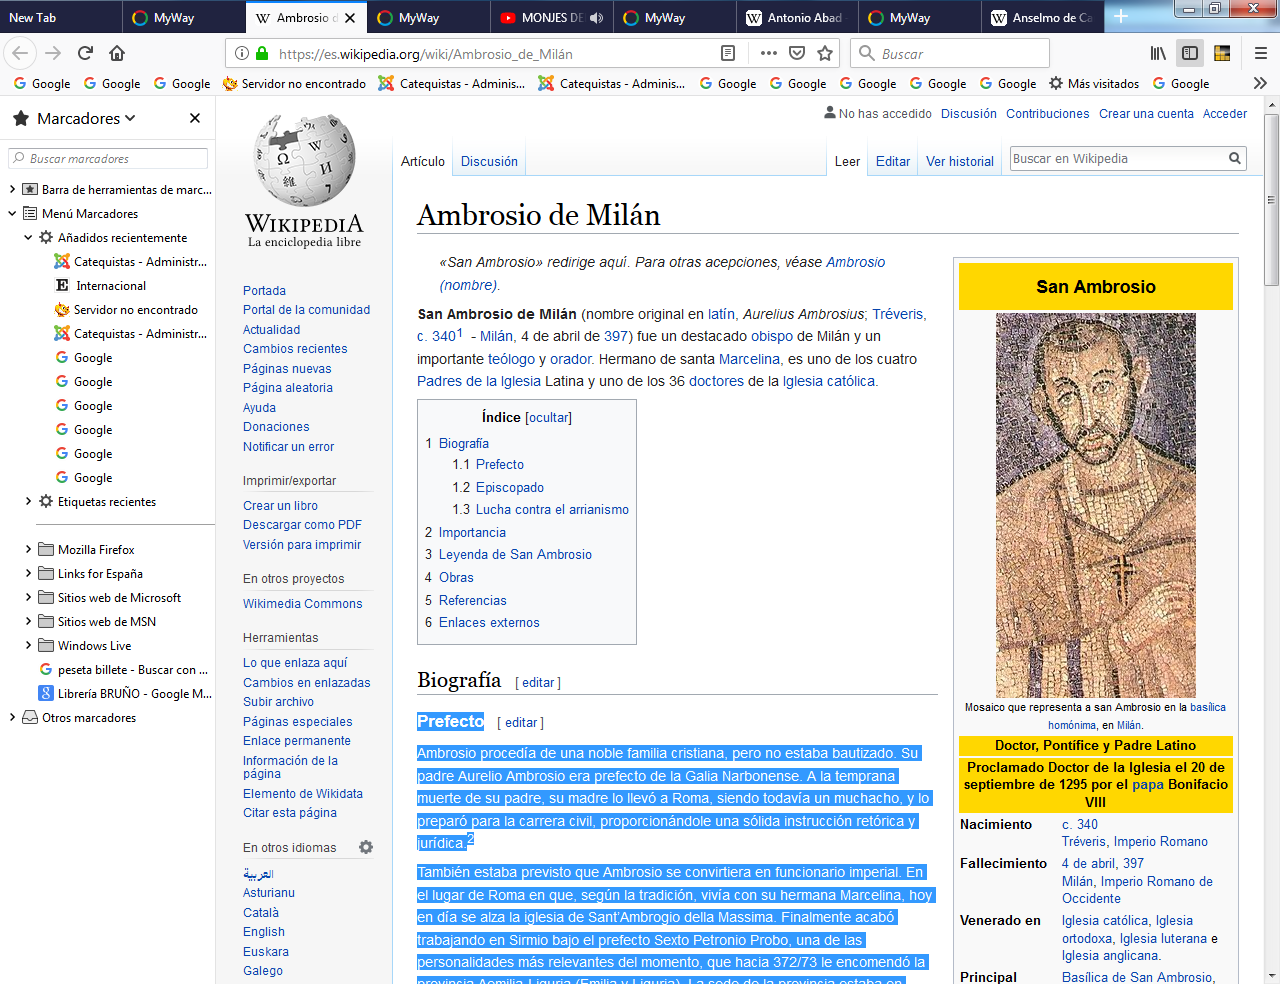 New Tab
MyWay
Ambrosio d
MyWay
MONJES DE
MyWay
Antonio Abad
MyWay
Anselmo de Ca
https://es.wikipedia.org/wiki/Ambrosio_de_Milán
Buscar
Google
Google
Google
Servidor no encontrado
Catequistas - Adminis...
Catequistas - Adminis...
Google
Google
Google
Google
Google
Más visitados
Google
Marcadores
Buscar marcadores
Barra de herramientas de marc...
Menú Marcadores
Añadidos recientemente
Catequistas - Administr...
E Internacional
Servidor no encontrado
Catequistas - Administr...
Google
Google
Google
Google
Google
Google
Etiquetas recientes
Mozilla Firefox
Links for España
Sitios web de Microsoft
Sitios web de MSN
Windows Live
peseta billete - Buscar con ...
Librería BRUÑO - Google M...
Otros marcadores
WIKIPEDIA
La enciclopedia libre
Portada
Portal de la comunidad
Actualidad
Cambios recientes
Páginas nuevas
Página aleatoria
Ayuda
Donaciones
Notificar un error
Imprimir/exportar
Crear un libro
Descargar como PDF
Versión para imprimir
En otros proyectos
Wikimedia Commons
Herramientas
Lo que enlaza aquí
Cambios en enlazadas
Subir archivo
Páginas especiales
Enlace permanente
Información de la
página
Elemento de Wikidata
Citar esta página
En otros idiomas
العربية
Asturianu
Català
English
Euskara
Galego
No has accedido Discusión Contribuciones Crear una cuenta Acceder
Artículo Discusión
Leer Editar Ver historial
Buscar en Wikipedia
Ambrosio de Milán
«San Ambrosio» redirige aquí. Para otras acepciones, véase Ambrosio
(nombre).
San Ambrosio de Milán (nombre original en latín, Aurelius Ambrosius; Tréveris,
c. 340¹ - Milán, 4 de abril de 397) fue un destacado obispo de Milán y un
importante teólogo y orador. Hermano de santa Marcelina, es uno de los cuatro
Padres de la Iglesia Latina y uno de los 36 doctores de la Iglesia católica.
Índice [ocultar]
1 Biografía
1.1 Prefecto
1.2 Episcopado
1.3 Lucha contra el arrianismo
2 Importancia
3 Leyenda de San Ambrosio
4 Obras
5 Referencias
6 Enlaces externos
Biografía [ editar ]
Prefecto [ editar ]
Ambrosio procedía de una noble familia cristiana, pero no estaba bautizado. Su
padre Aurelio Ambrosio era prefecto de la Galia Narbonense. A la temprana
muerte de su padre, su madre lo llevó a Roma, siendo todavía un muchacho, y lo
preparó para la carrera civil, proporcionándole una sólida instrucción retórica y
jurídica.²
También estaba previsto que Ambrosio se convirtiera en funcionario imperial. En
el lugar de Roma en que, según la tradición, vivía con su hermana Marcelina, hoy
en día se alza la iglesia de Sant'Ambrogio della Massima. Finalmente acabó
trabajando en Sirmio bajo el prefecto Sexto Petronio Probo, una de las
personalidades más relevantes del momento, que hacia 372/73 le encomendó la
provincia Aemilia-Liguria (Emilia y Liguria). La sede de la provincia estaba en
San Ambrosio
Mosaico que representa a san Ambrosio en la basílica
homónima, en Milán.
Doctor, Pontífice y Padre Latino
Proclamado Doctor de la Iglesia el 20 de
septiembre de 1295 por el papa Bonifacio
VIII
Nacimiento c. 340
Tréveris, Imperio Romano
Fallecimiento 4 de abril, 397
Milán, Imperio Romano de
Occidente
Venerado en Iglesia católica, Iglesia
ortodoxa, Iglesia luterana e
Iglesia anglicana.
Principal Basílica de San Ambrosio,